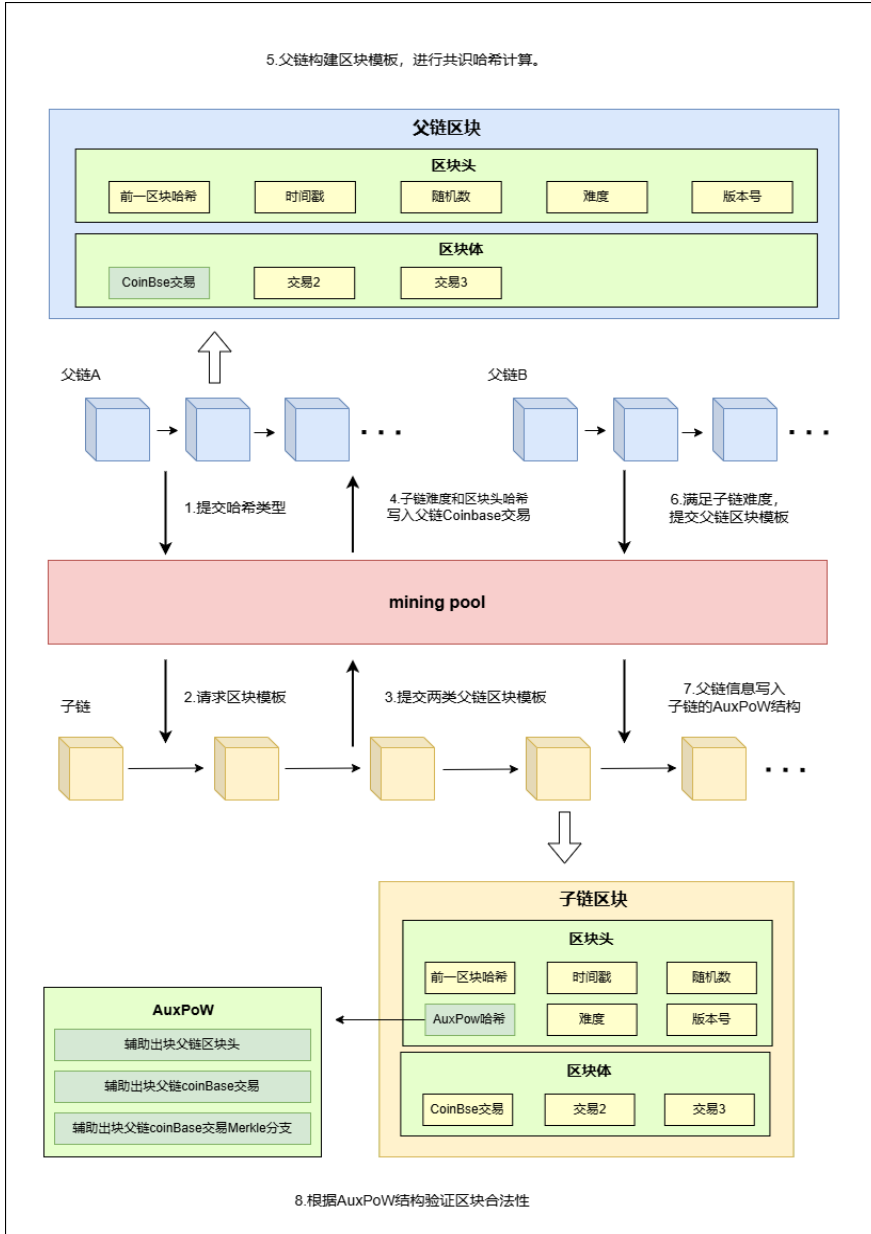 5.父链构建区块模板，进行共识哈希计算。
父链区块
区块头
前一区块哈希
时间戳
随机数
难度
版本号
区块体
CoinBse交易
交易2
交易3
父链A
父链B
1.提交哈希类型
4.子链难度和区块头哈希
写入父链Coinbase交易
6.满足子链难度，
提交父链区块模板
mining pool
子链
2.请求区块模板
3.提交两类父链区块模板
7.父链信息写入
子链的AuxPoW结构
子链区块
区块头
前一区块哈希
时间戳
随机数
AuxPow哈希
难度
版本号
区块体
CoinBse交易
交易2
交易3
AuxPoW
辅助出块父链区块头
辅助出块父链coinBase交易
辅助出块父链coinBase交易Merkle分支
8.根据AuxPoW结构验证区块合法性